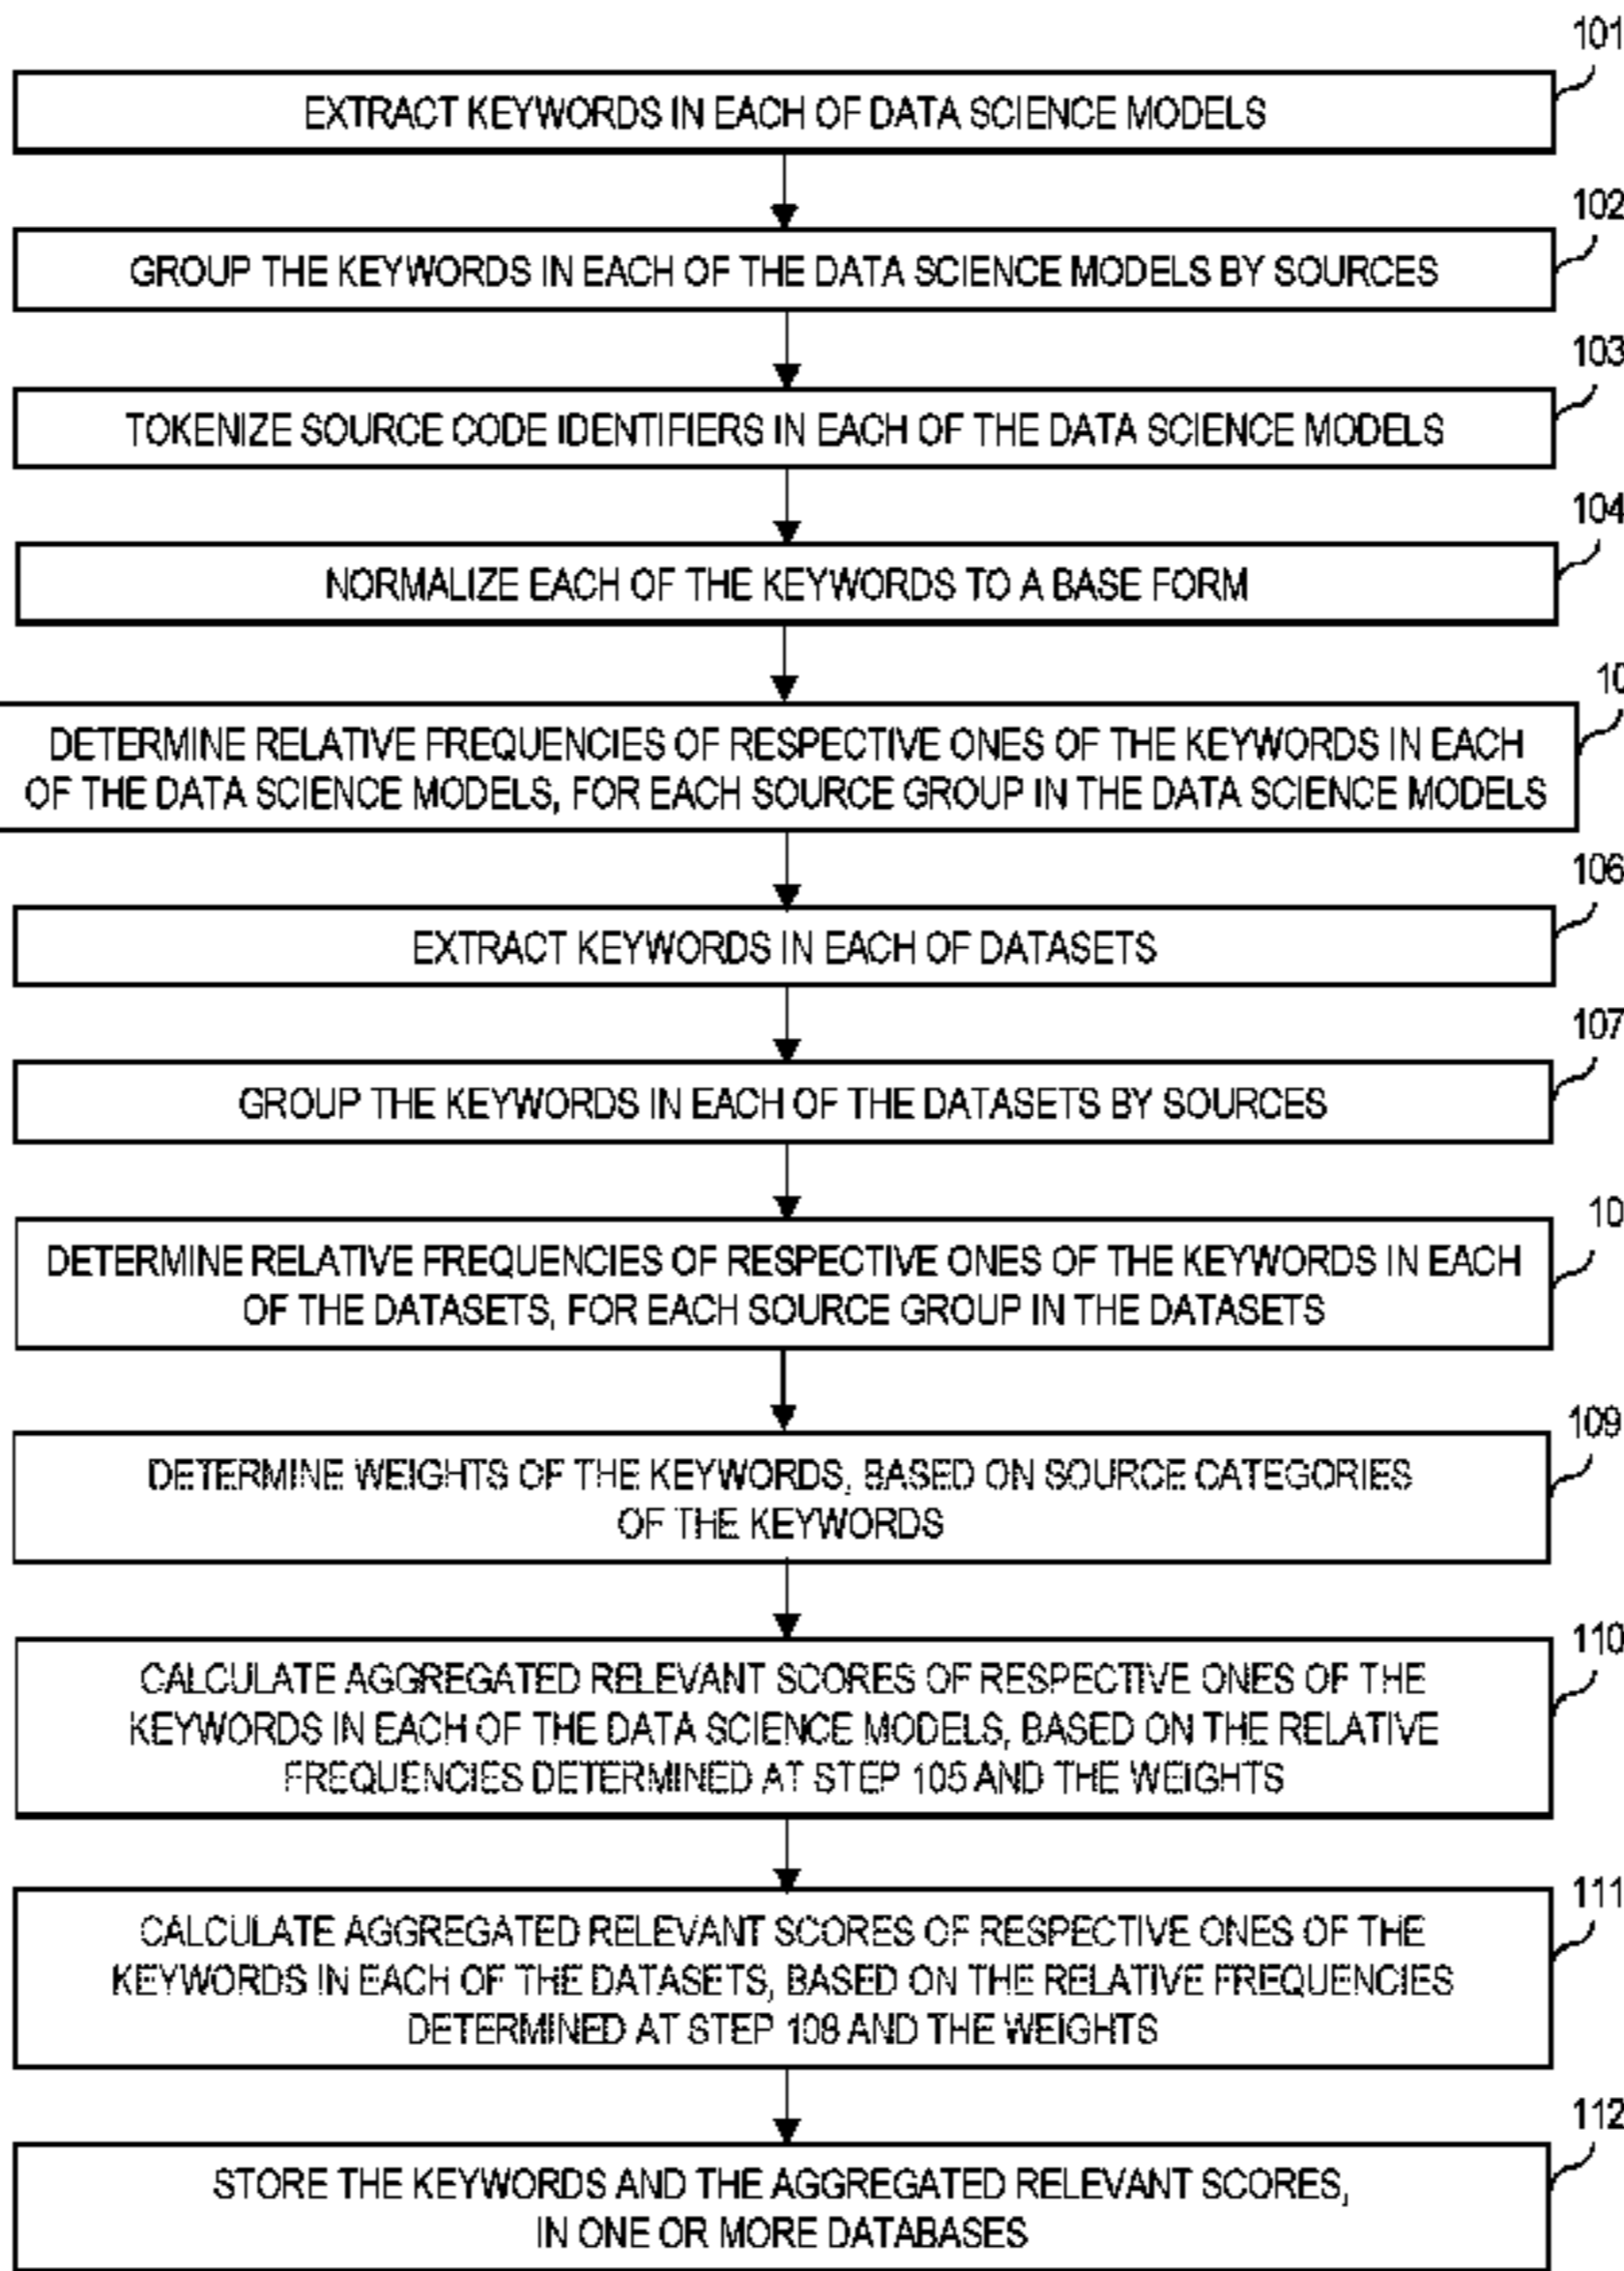 101
EXTRACT KEYWORDS IN EACH OF DATA SCIENCE MODELS
102
GROUP THE KEYWORDS IN EACH OF THE DATA SCIENCE MODELS BY SOURCES
103
TOKENIZE SOURCE CODE IDENTIFIERS IN EACH OF THE DATA SCIENCE MODELS
104
NORMALIZE EACH OF THE KEYWORDS TO A BASE FORM
10
DETERMINE RELATIVE FREQUENCIES OF RESPECTIVE ONES OF THE KEYWORDS IN EACH
OF THE DATA SCIENCE MODELS, FOR EACH SOURCE GROUP IN THE DATA SCIENCE MODELS
106
EXTRACT KEYWORDS IN EACH OF DATASETS
107
GROUP THE KEYWORDS IN EACH OF THE DATASETS BY SOURCES
10
DETERMINE RELATIVE FREQUENCIES OF RESPECTIVE ONES OF THE KEYWORDS IN EACH
OF THE DATASETS, FOR EACH SOURCE GROUP IN THE DATASETS
109
DETERMINE WEIGHTS OF THE KEYWORDS, BASED ON SOURCE CATEGORIES
OF THE KEYWORDS
110
CALCULATE AGGREGATED RELEVANT SCORES OF RESPECTIVE ONES OF THE
KEYWORDS IN EACH OF THE DATA SCIENCE MODELS, BASED ON THE RELATIVE
FREQUENCIES DETERMINED AT STEP 105 AND THE WEIGHTS
111
CALCULATE AGGREGATED RELEVANT SCORES OF RESPECTIVE ONES OF THE
KEYWORDS IN EACH OF THE DATASETS, BASED ON THE RELATIVE FREQUENCIES
DETERMINED AT STEP 108 AND THE WEIGHTS
112
STORE THE KEYWORDS AND THE AGGREGATED RELEVANT SCORES,
IN ONE OR MORE DATABASES